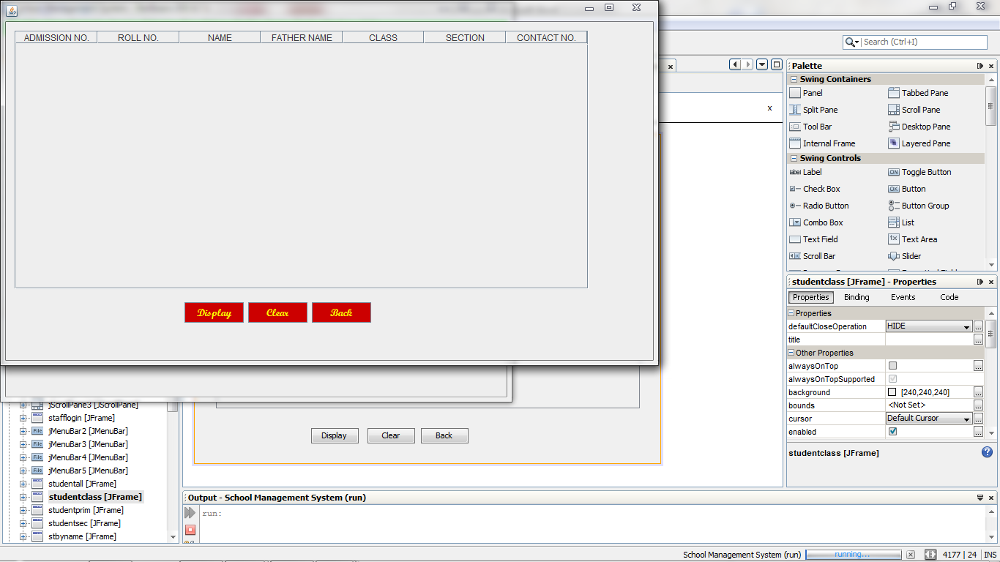 ADMISSION NO. ROLL NO. NAME FATHER NAME CLASS SECTION CONTACT NO.
Display Clear Back
Search (Ctrl+I)
x
Palette
Swing Containers
Panel Tabbed Pane
Split Pane Scroll Pane
Tool Bar Desktop Pane
Internal Frame Layered Pane
Swing Controls
label Label ON Toggle Button
Check Box OK Button
Radio Button Button Group
Combo Box List
Text Field Text Area
Scroll Bar Slider
studentclass [JFrame] - Properties
Properties Binding Events Code
Properties
defaultCloseOperation HIDE ...
title ...
Other Properties
alwaysOnTop ...
alwaysOnTopSupported
background [240,240,240] ...
bounds <Not Set> ...
cursor Default Cursor ...
enabled ...
studentclass [JFrame]
jScrollPane3 [JScrollPane]
stafflogin [JFrame]
File jMenuBar2 [JMenuBar]
File jMenuBar3 [JMenuBar]
File jMenuBar4 [JMenuBar]
File jMenuBar5 [JMenuBar]
studentall [JFrame]
studentclass [JFrame]
studentprim [JFrame]
studentsec [JFrame]
stbyname [JFrame]
Display Clear Back
Output - School Management System (run)
run:
School Management System (run) running... 4177 | 24 INS